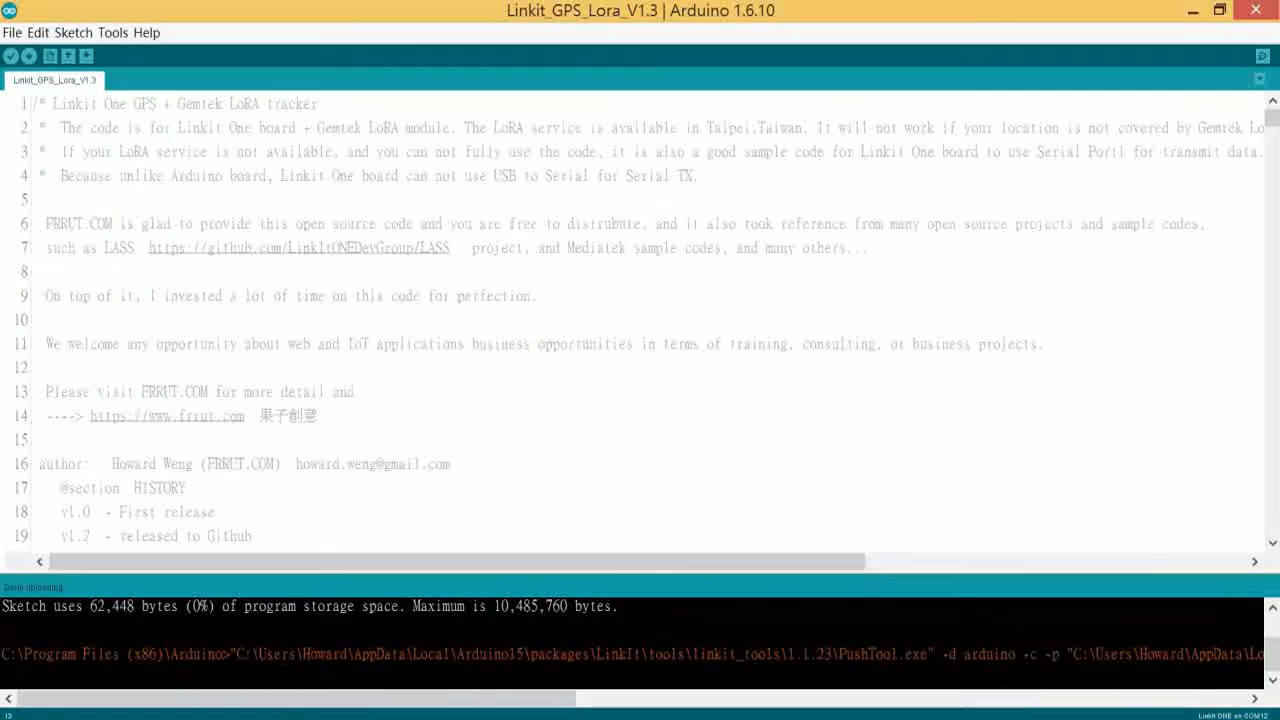 Linkit_GPS_Lora_V1.3 | Arduino 1.6.10
File Edit Sketch Tools Help
Linkit_GPS_Lora_V1.3
1 /* Linkit One GPS + Gemtek LoRA tracker
2 * The code is for Linkit One board + Gemtek LoRA module. The LoRA service is available in Taipei,Taiwan. It will not work if your location is not covered by Gemtek Lo
3 * If your LoRA service is not available, and you can not fully use the code, it is also a good sample code for Linkit One board to use Serial Port1 for transmit data.
4 * Because unlike Arduino board, Linkit One board can not use USB to Serial for Serial TX.
5
6 FRRUT.COM is glad to provide this open source code and you are free to distrubute, and it also took reference from many open source projects and sample codes,
7 such as LASS https://github.com/LinkItONEDevGroup/LASS project, and Mediatek sample codes, and many others...
8
9 On top of it, I invested a lot of time on this code for perfection.
10
11 We welcome any opportunity about web and IoT applications business opportunities in terms of training, consulting, or business projects.
12
13 Please visit FRRUT.COM for more detail and
14 ----> https://www.frrut.com 果子創意
15
16 author: Howard Weng (FRRUT.COM) howard.weng@gmail.com
17 @section HISTORY
18 v1.0 - First release
19 v1.2 - released to Github
Done uploading.
Sketch uses 62,448 bytes (0%) of program storage space. Maximum is 10,485,760 bytes.
C:\Program Files (x86)\Arduino>"C:\Users\Howard\AppData\Local\Arduino15\packages\LinkIt\tools\linkit_tools\1.1.23\PushTool.exe" -d arduino -c -p "C:\Users\Howard\AppData\Lo
13
LinkIt ONE on COM12